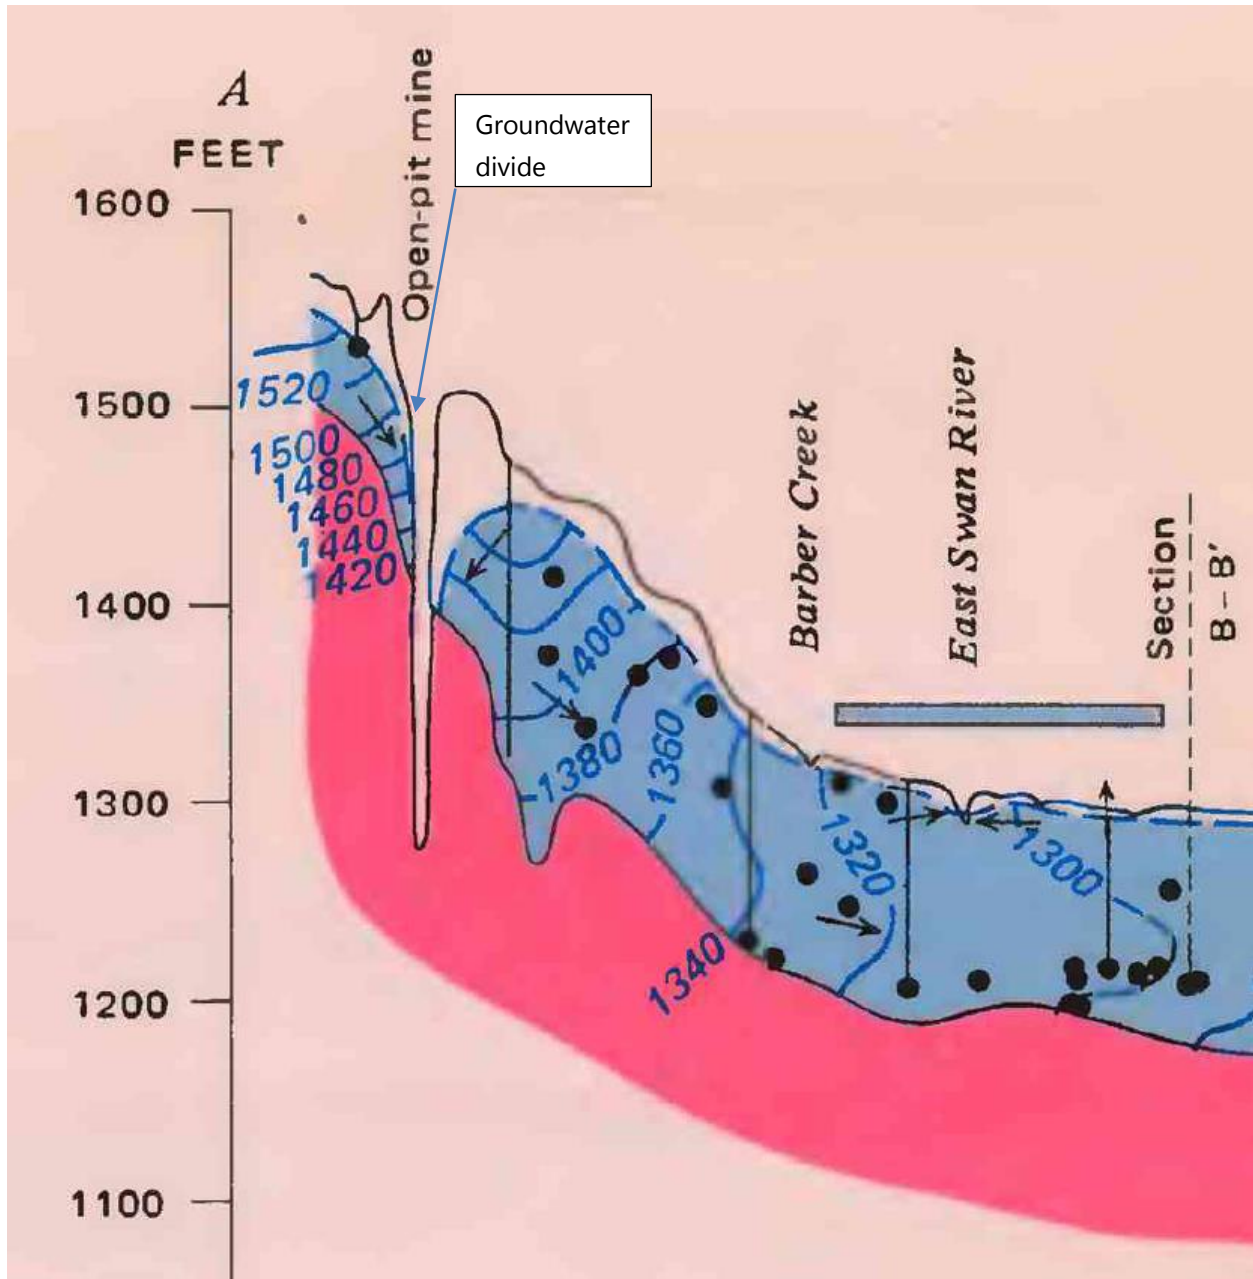 A
FEET
1600
1500
1400
1300
1200
1100
Open-pit mine
Groundwater
divide
1520
1500
1480
1460
1440
1420
1400
1380
1360
1340
1320
1300
Barber Creek
East Swan River
Section
B-B'